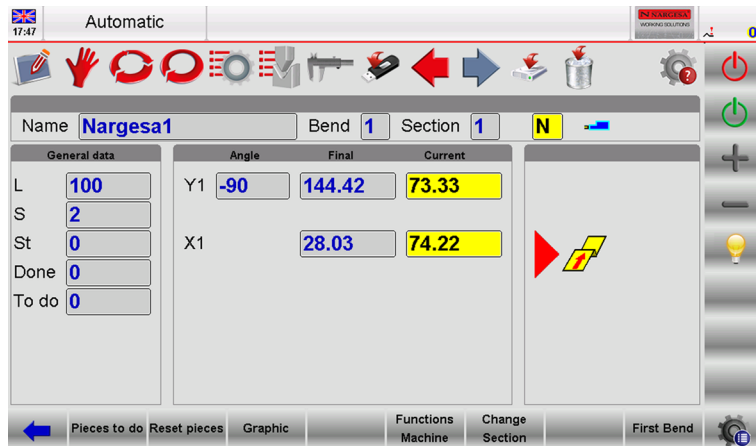 17:47
Automatic
N NARGESA
WORKING SOLUTIONS
0
Name Nargesa1 Bend 1 Section 1 N
General data
L 100
S 2
St 0
Done 0
To do 0
Angle Final Current
Y1 -90 144.42 73.33
X1 28.03 74.22
Pieces to do Reset pieces Graphic Functions Machine Change Section First Bend